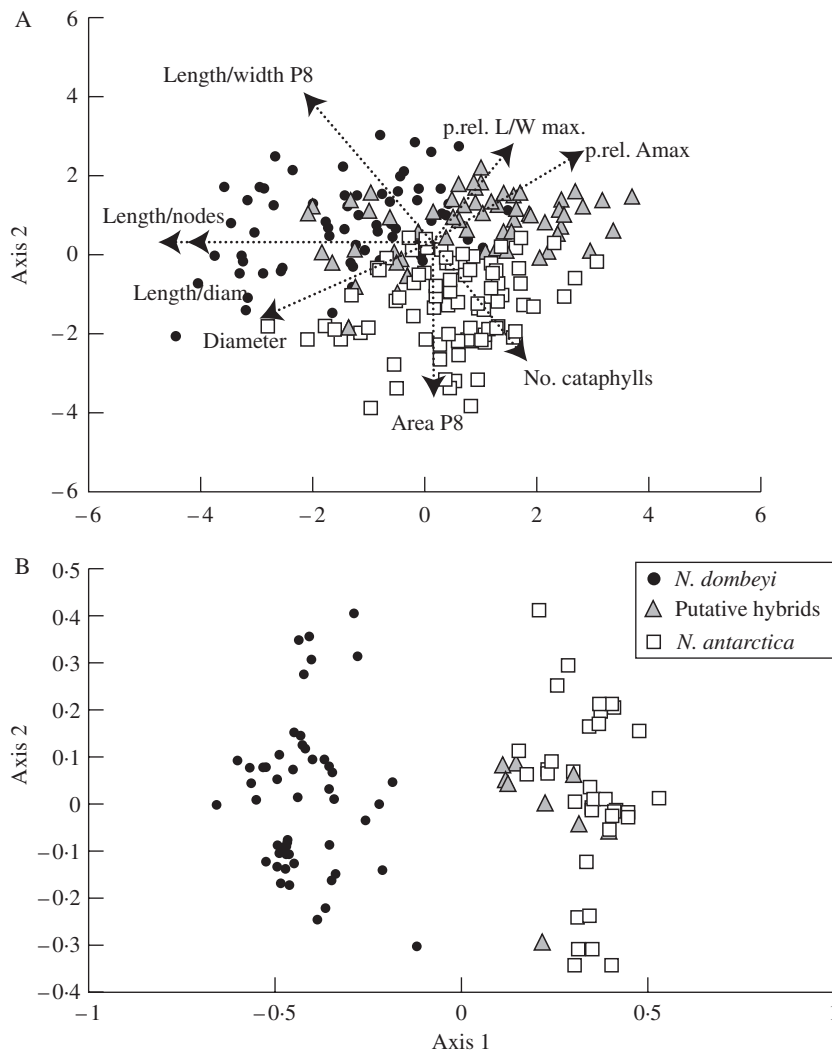 A
6
4
2
0
−2
−4
−6
Axis 2
Length/width P8
p.rel. L/W max.
p.rel. Amax
Length/nodes
Length/diam
Diameter
No. cataphylls
Area P8
−6
−4
−2
0
2
4
6
B
0·5
0·4
0·3
0·2
0·1
0
−0·1
−0·2
−0·3
−0·4
Axis 2
N. dombeyi
Putative hybrids
N. antarctica
−1
−0·5
0
0·5
1
Axis 1